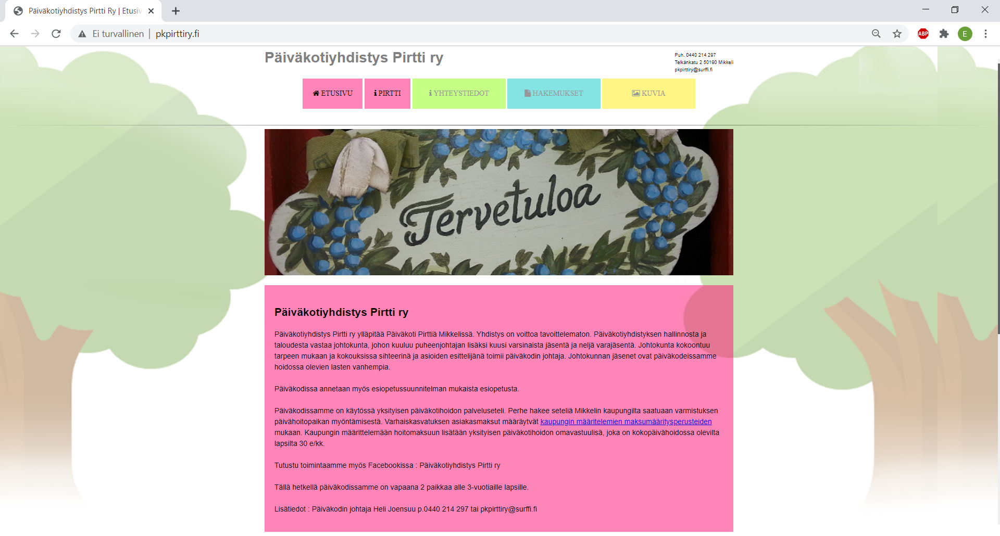 Päiväkotiyhdistys Pirtti Ry | Etusiv
Ei turvallinen | pkpirttiry.fi
ABP
E
Päiväkotiyhdistys Pirtti ry
Puh. 0440 214 297
Telkänkatu 2 50190 Mikkeli
pkpirttiry@surffi.fi
ETUSIVU
PIRTTI
YHTEYSTIEDOT
HAKEMUKSET
KUVIA
Tervetuloa
Päiväkotiyhdistys Pirtti ry
Päiväkotiyhdistys Pirtti ry ylläpitää Päiväkoti Pirttiä Mikkelissä. Yhdistys on voittoa tavoittelematon. Päiväkotiyhdistyksen hallinnosta ja
taloudesta vastaa johtokunta, johon kuuluu puheenjohtajan lisäksi kuusi varsinaista jäsentä ja neljä varajäsentä. Johtokunta kokoontuu
tarpeen mukaan ja kokouksissa sihteerinä ja asioiden esittelijänä toimii päiväkodin johtaja. Johtokunnan jäsenet ovat päiväkodeissamme
hoidossa olevien lasten vanhempia.
Päiväkodissa annetaan myös esiopetussuunnitelman mukaista esiopetusta.
Päiväkodissamme on käytössä yksityisen päiväkotihoidon palveluseteli. Perhe hakee seteliä Mikkelin kaupungilta saatuaan varmistuksen
päivähoitopaikan myöntämisestä. Varhaiskasvatuksen asiakasmaksut määräytvät kaupungin määritelemien maksumääritysperusteiden
mukaan. Kaupungin määrittelemään hoitomaksuun lisätään yksityisen päiväkotihoidon omavastuulisä, joka on kokopäivähoidossa olevilta
lapsilta 30 e/kk.
Tutustu toimintaamme myös Facebookissa : Päiväkotiyhdistys Pirtti ry
Tällä hetkellä päiväkodissamme on vapaana 2 paikkaa alle 3-vuotiaille lapsille.
Lisätiedot : Päiväkodin johtaja Heli Joensuu p.0440 214 297 tai pkpirttiry@surffi.fi